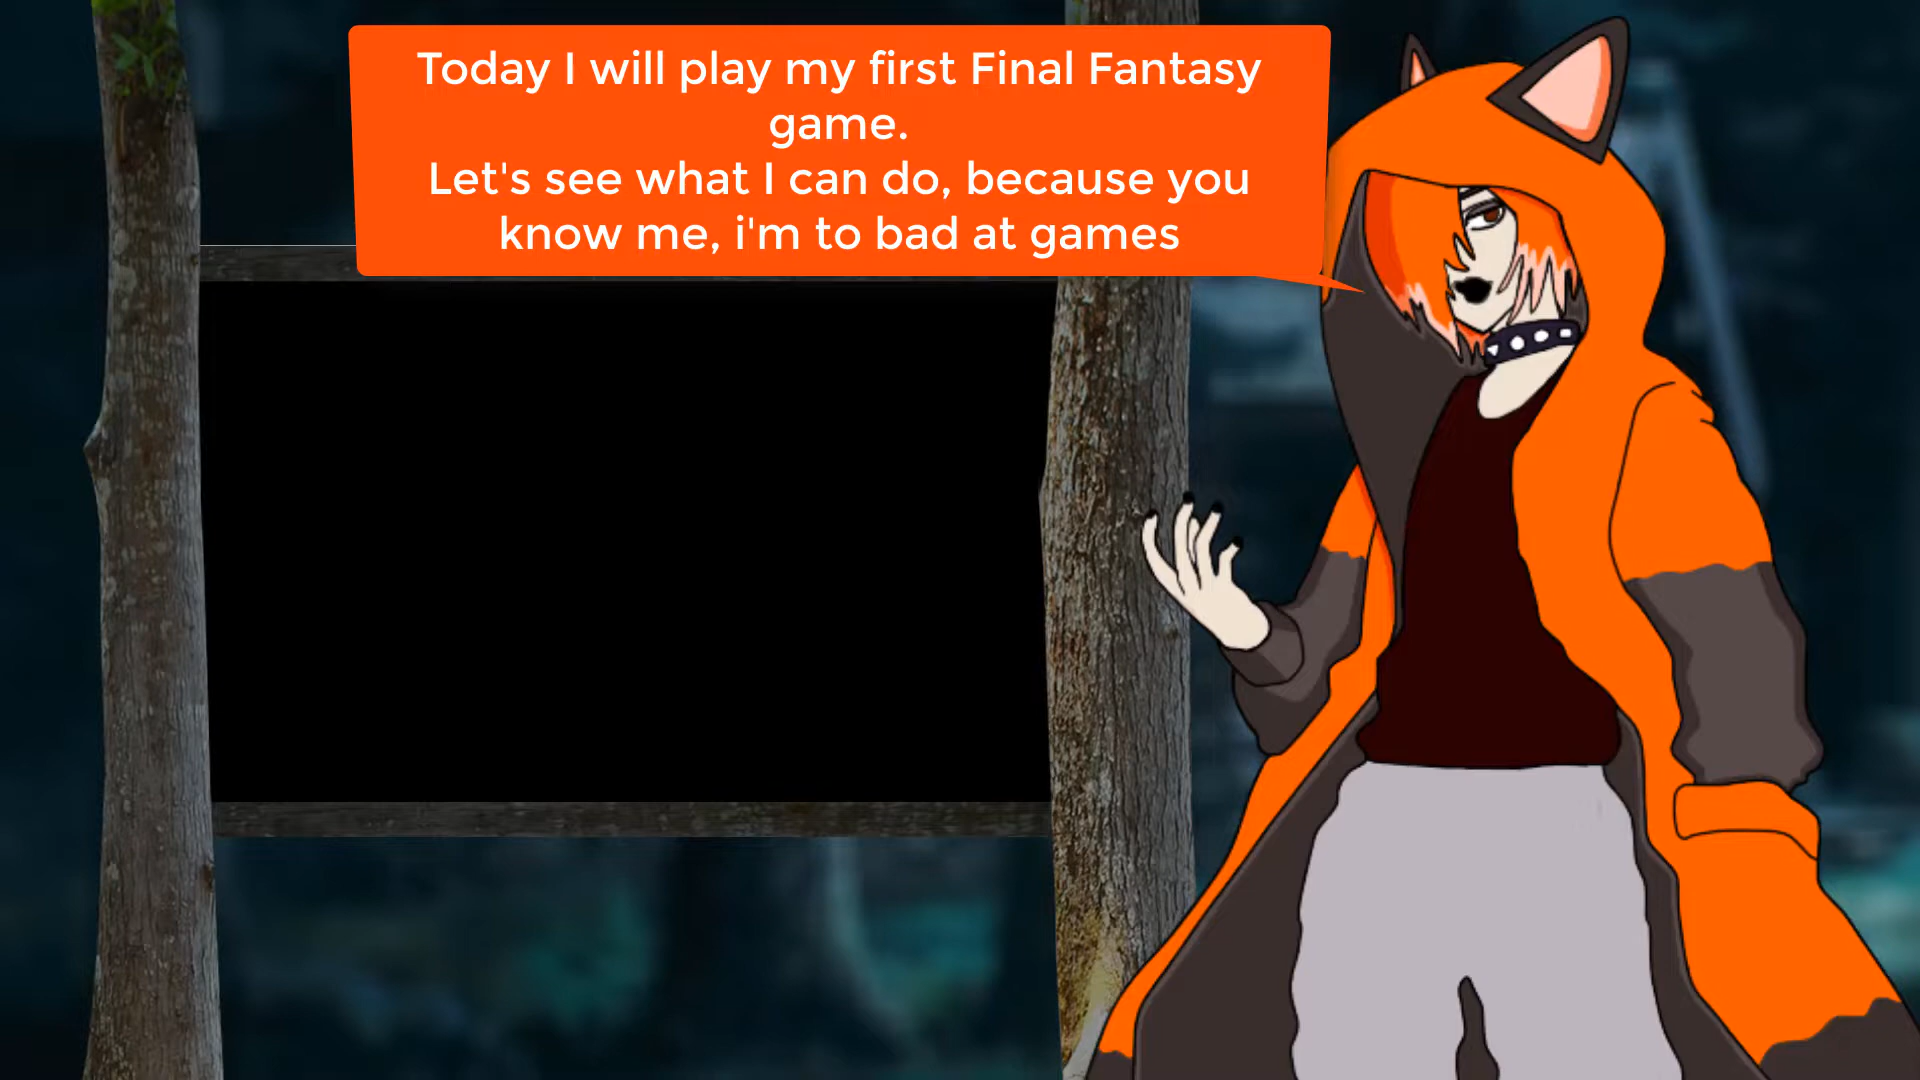 Today I will play my first Final Fantasy
game.
Let's see what I can do, because you
know me, i'm to bad at games